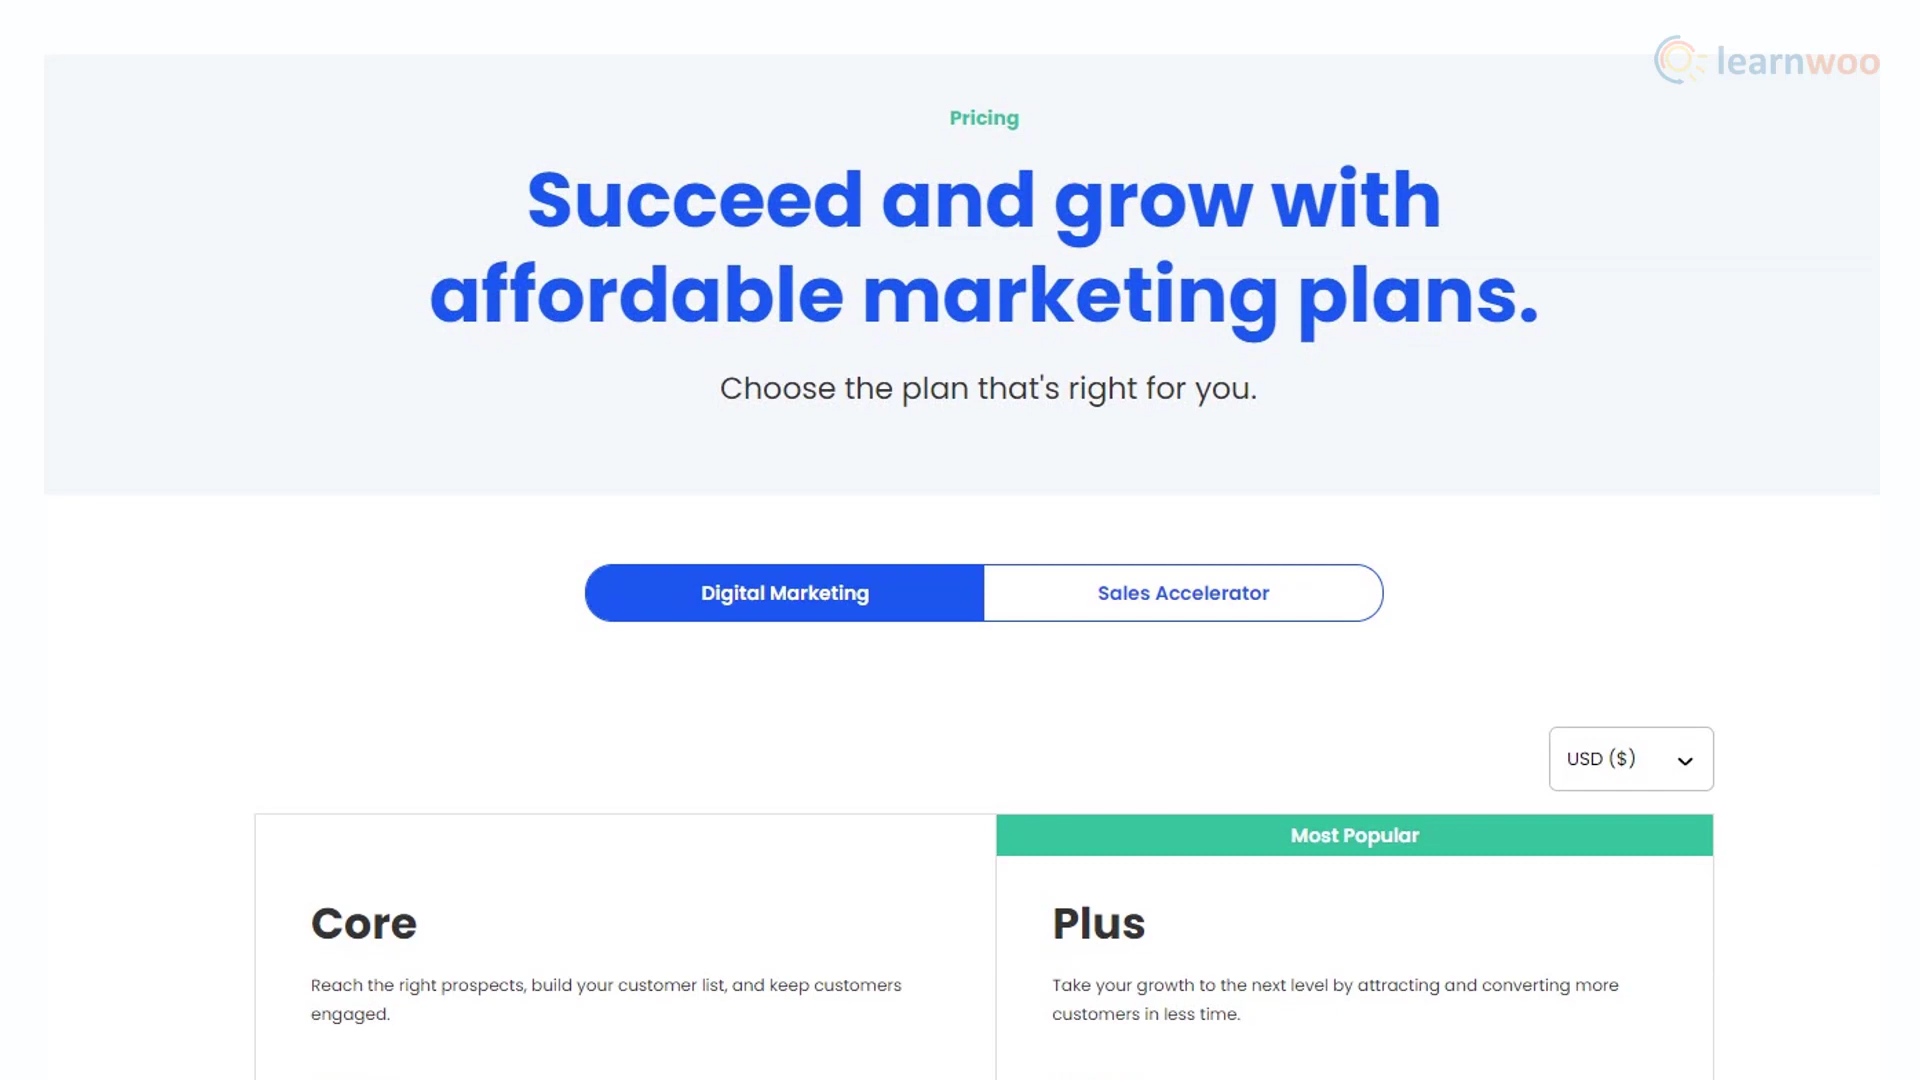 learnwoo
Pricing
Succeed and grow with
affordable marketing plans.
Choose the plan that's right for you.
Digital Marketing
Sales Accelerator
USD ($)
Most Popular
Core
Plus
Reach the right prospects, build your customer list, and keep customers
engaged.
Take your growth to the next level by attracting and converting more
customers in less time.